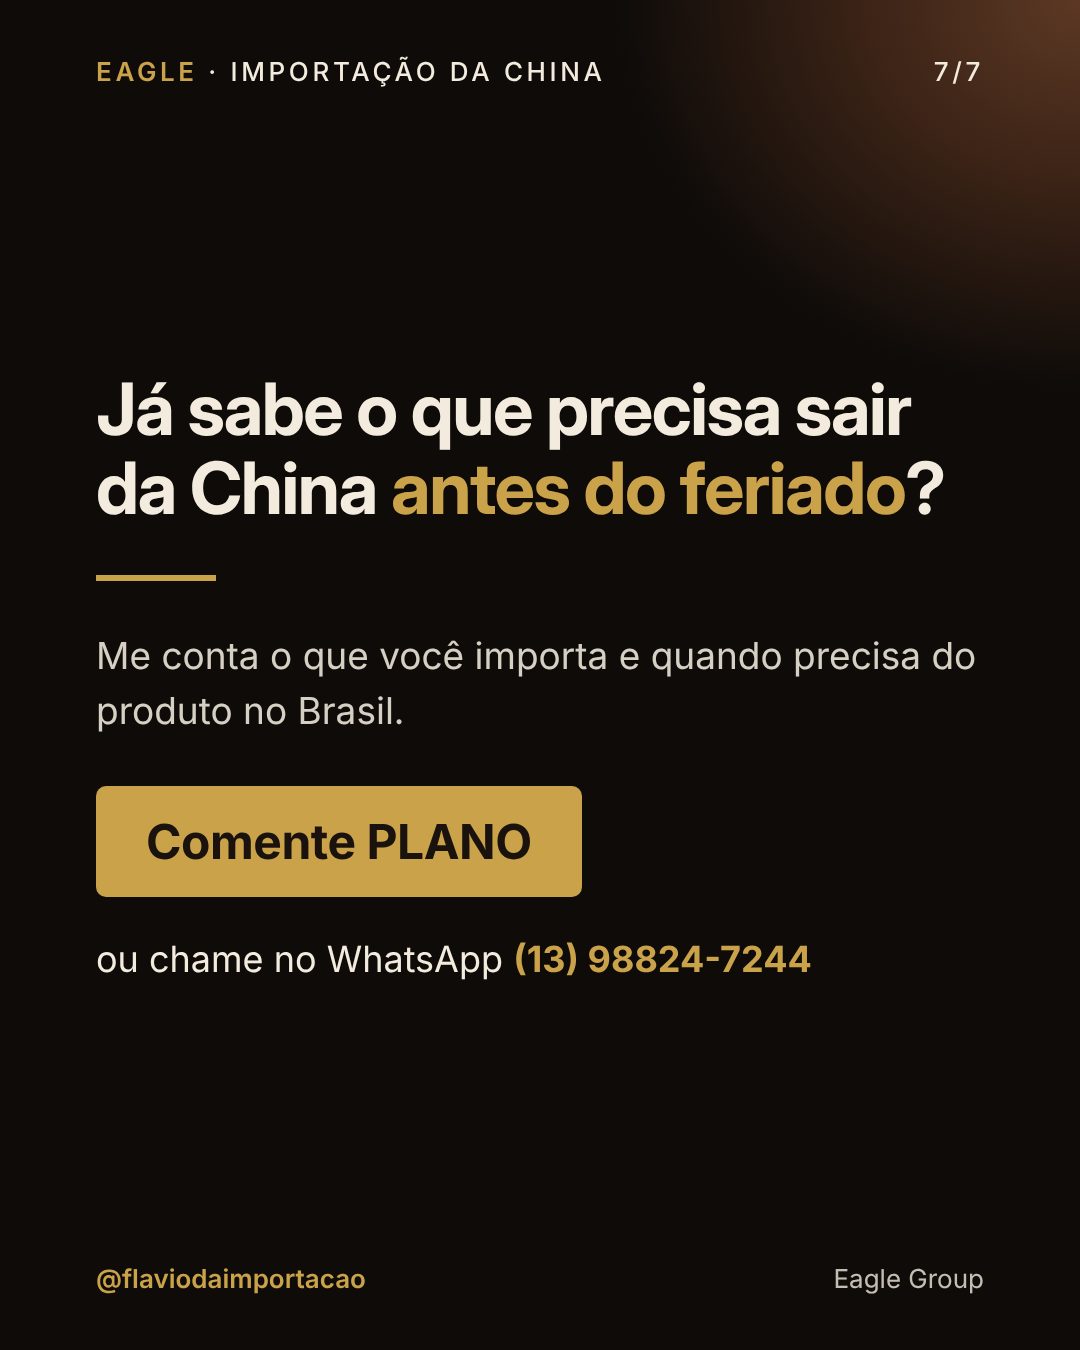 EAGLE · IMPORTAÇÃO DA CHINA
7/7
Já sabe o que precisa sair
da China antes do feriado?
Me conta o que você importa e quando precisa do
produto no Brasil.
Comente PLANO
ou chame no WhatsApp (13) 98824-7244
@flaviodaimportacao
Eagle Group